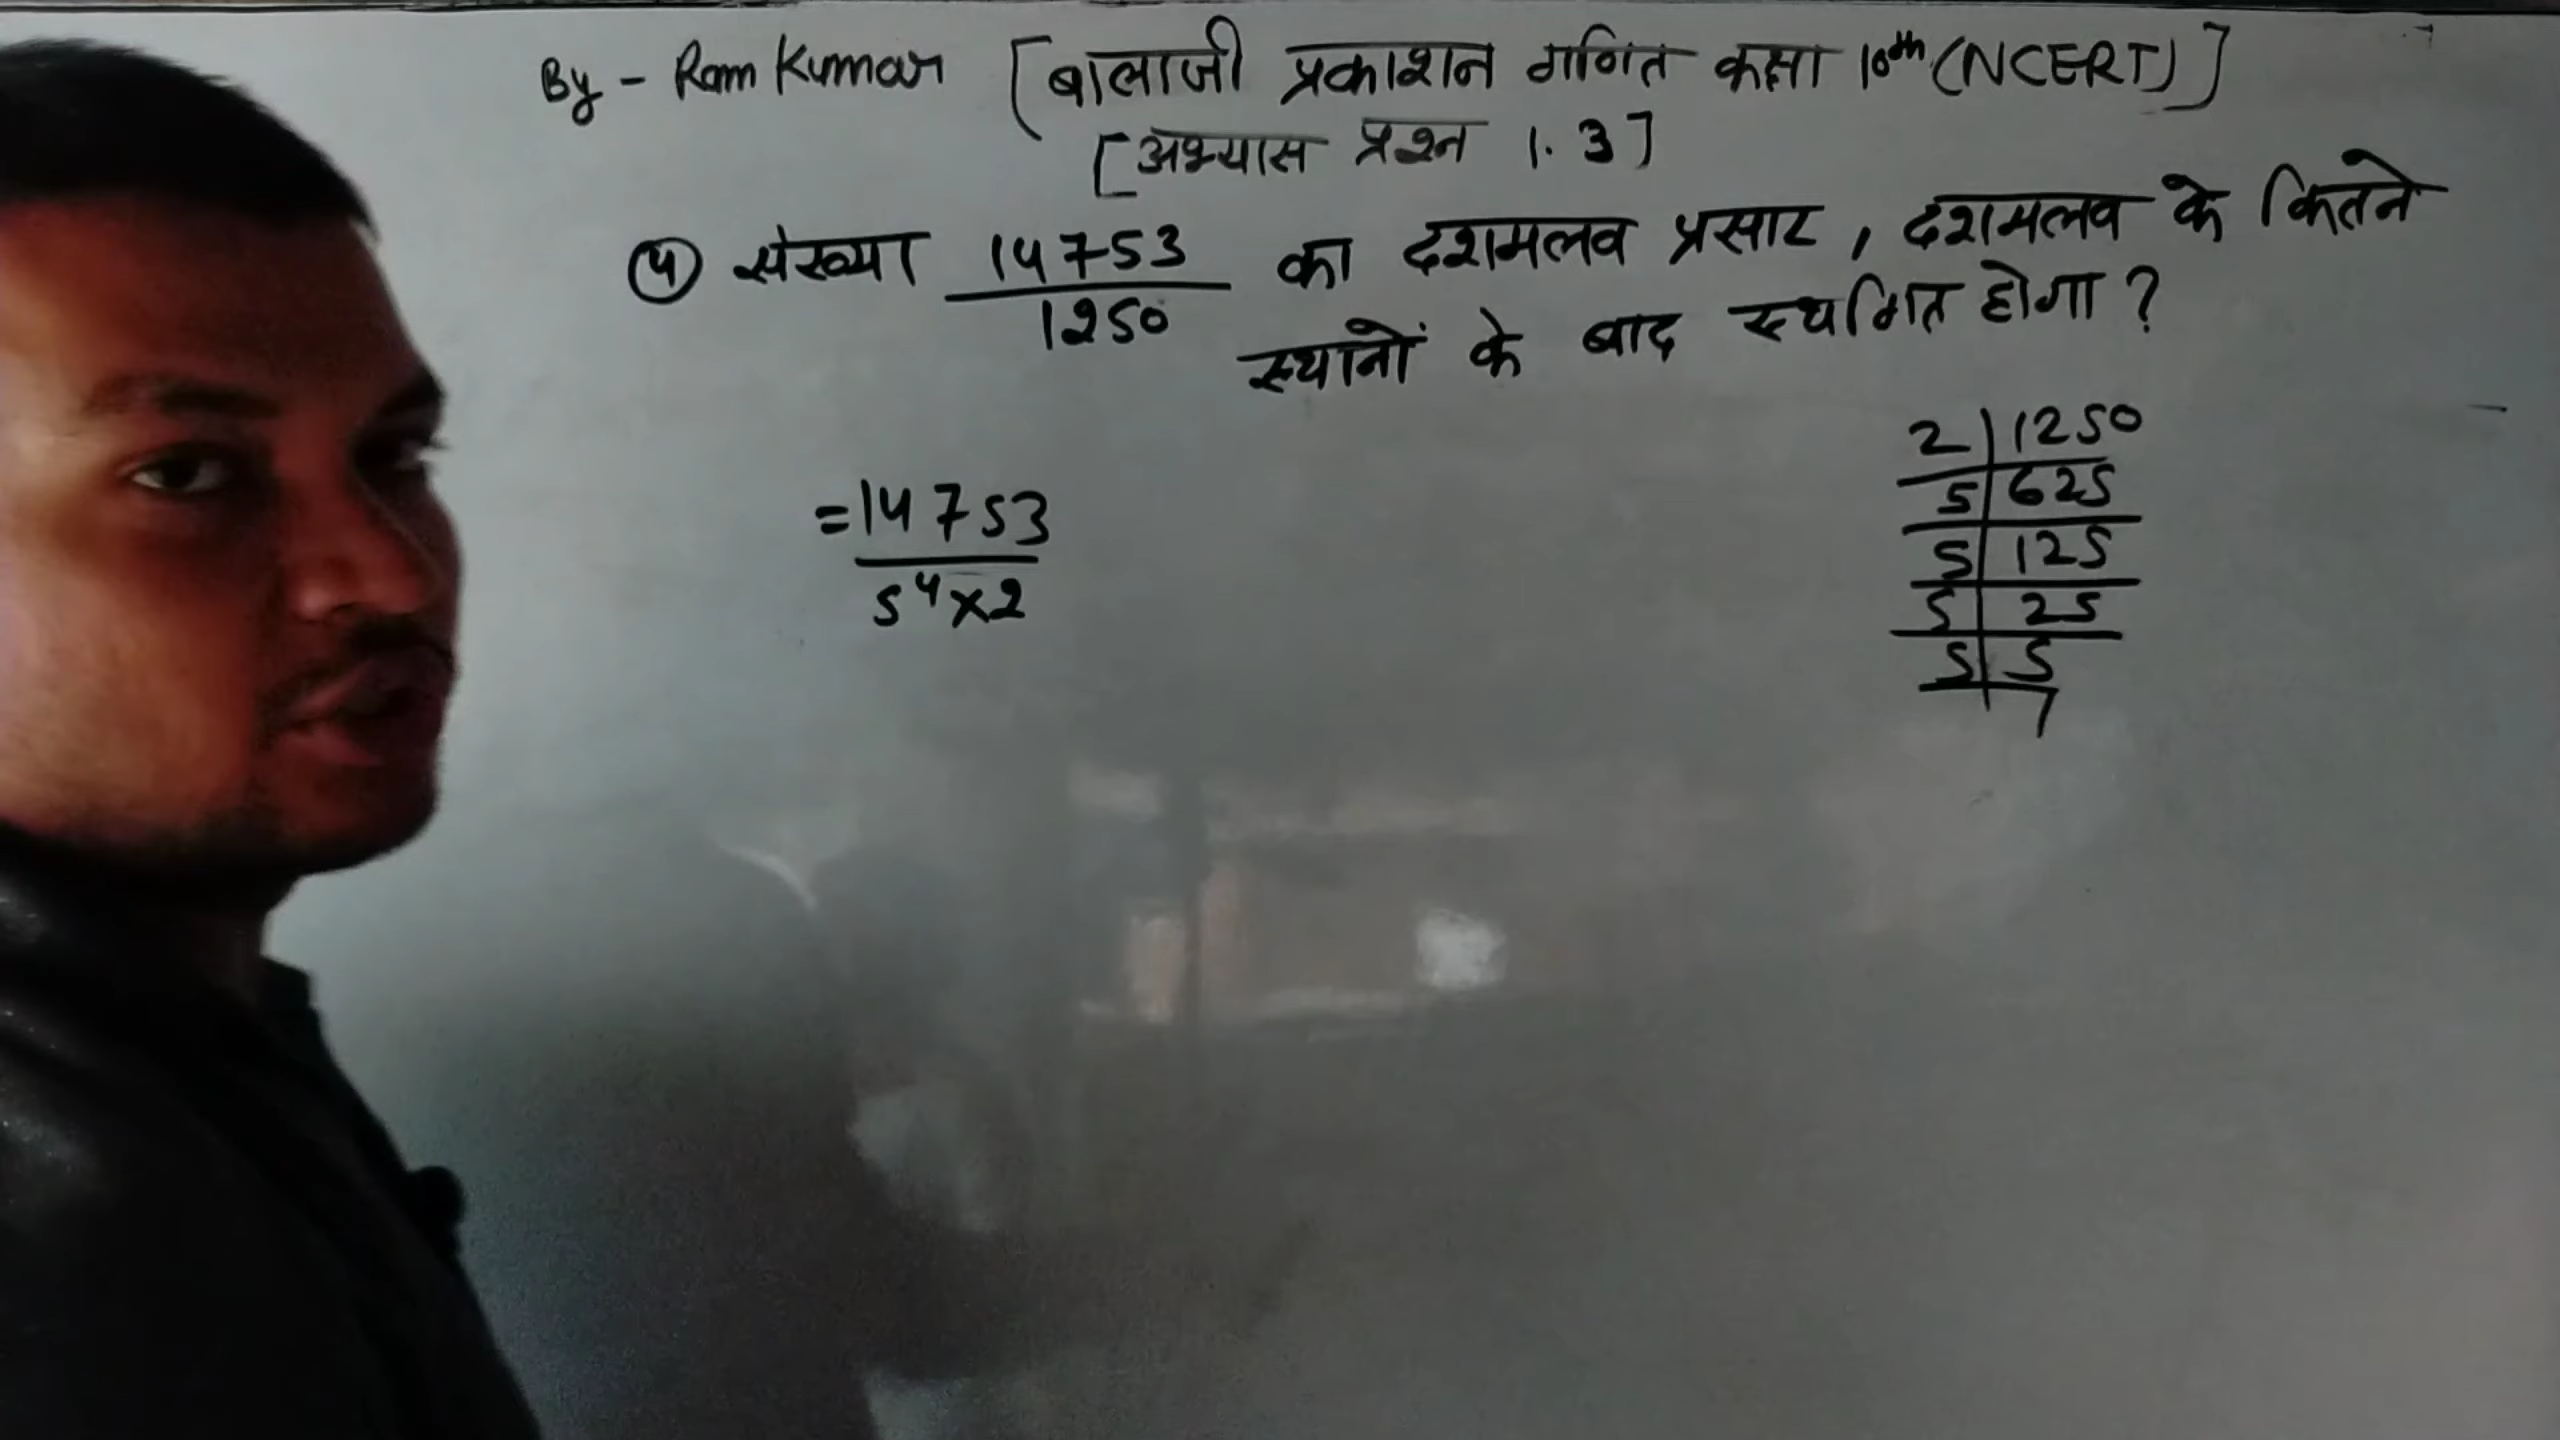 By - Ram Kumar [बालाजी प्रकाशन गणित कक्षा 10th (NCERT)]
[अभ्यास प्रश्न 1.3]
(4) संख्या 14753/1250 का दशमलव प्रसार, दशमलव के कितने
स्थानों के बाद स्थगित होगा?
= 14753
5⁴×2
2 | 1250
5 | 625
5 | 125
5 | 25
5 | 5
1